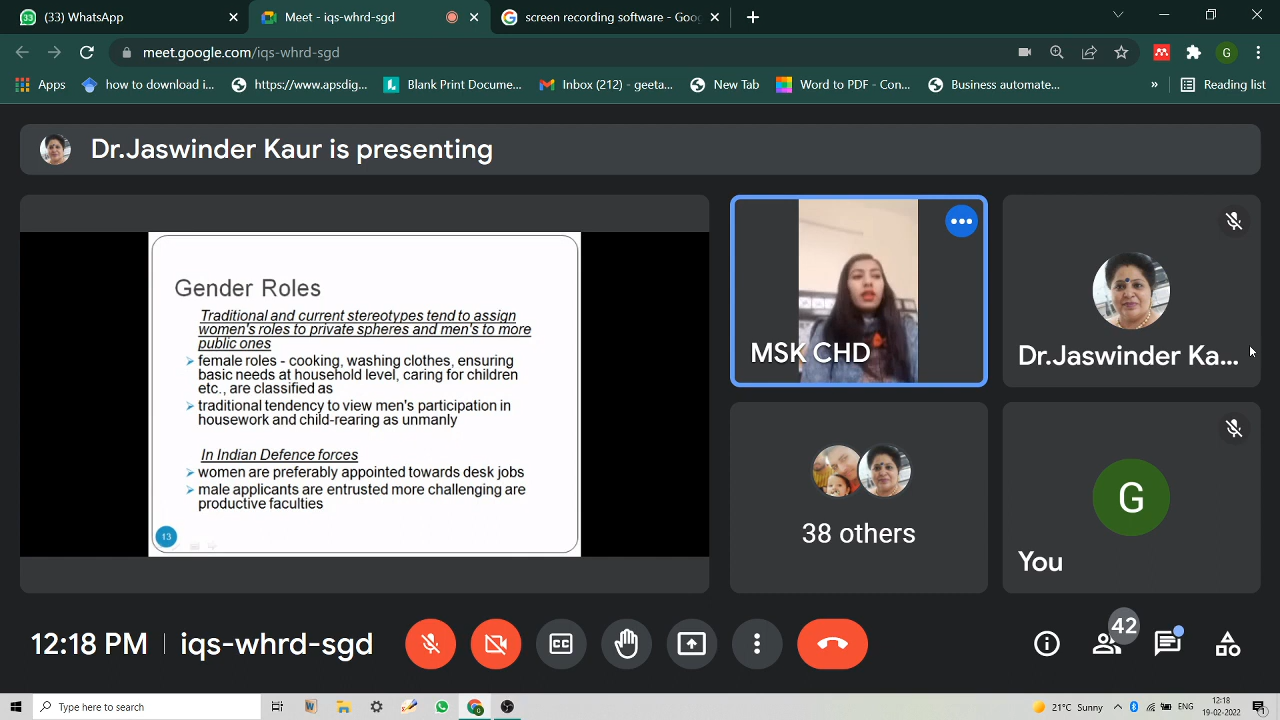 33
(33) WhatsApp
Meet - iqs-whrd-sgd
screen recording software - Goo
meet.google.com/iqs-whrd-sgd
G
Apps
how to download i...
https://www.apsdig...
Blank Print Docume...
Inbox (212) - geeta...
New Tab
Word to PDF - Con...
Business automate...
»
Reading list
Dr.Jaswinder Kaur is presenting
Gender Roles
Traditional and current stereotypes tend to assign
women's roles to private spheres and men's to more
public ones
female roles - cooking, washing clothes, ensuring
basic needs at household level, caring for children
etc., are classified as
traditional tendency to view men's participation in
housework and child-rearing as unmanly
In Indian Defence forces
women are preferably appointed towards desk jobs
male applicants are entrusted more challenging are
productive faculties
13
MSK CHD
Dr.Jaswinder Ka...
38 others
G
You
12:18 PM
iqs-whrd-sgd
CC
42
Type here to search
21°C Sunny
ENG
12:18
19-02-2022
1